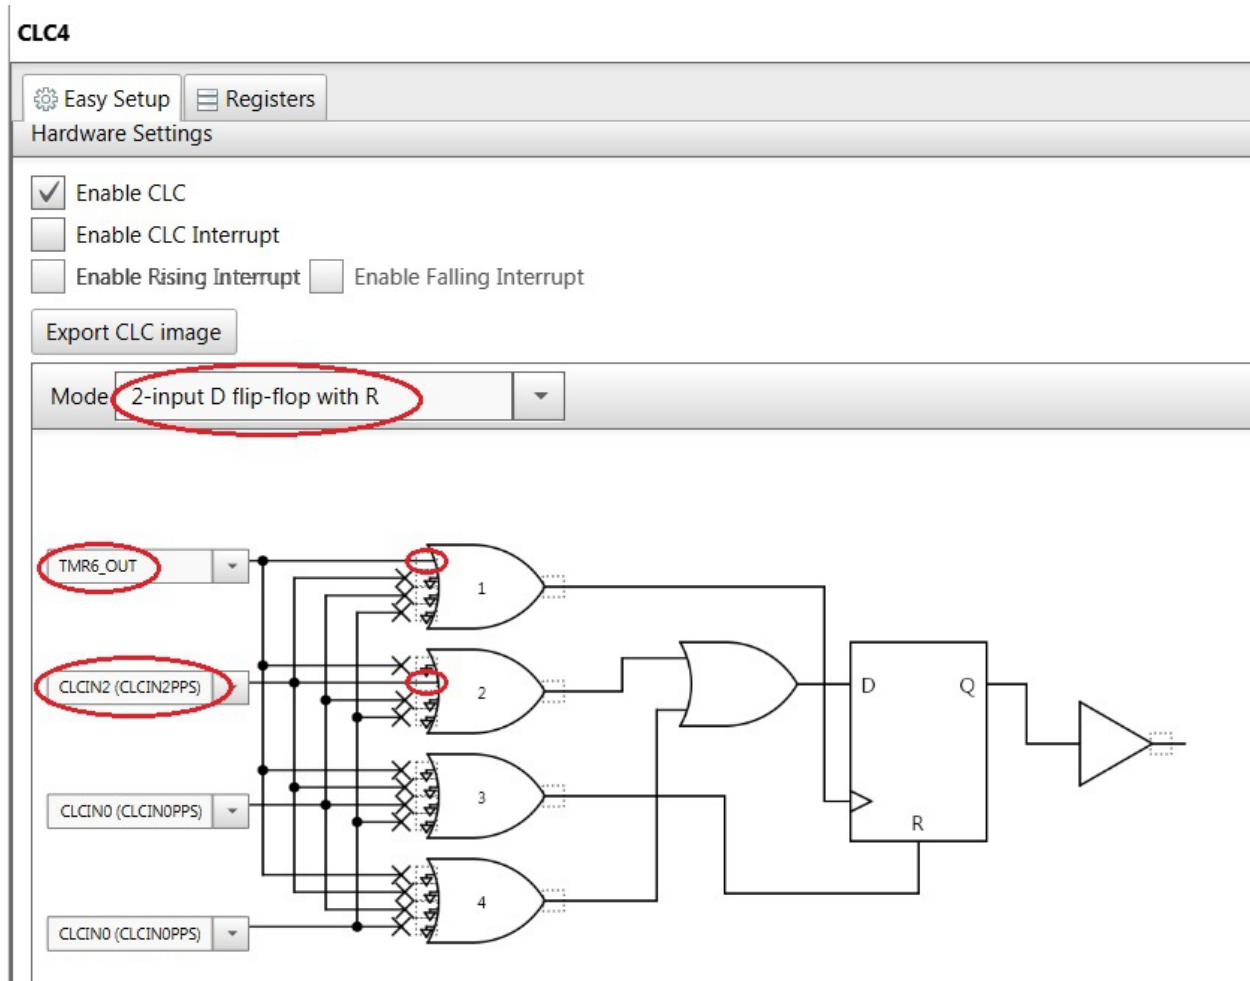 CLC4
Easy Setup
Registers
Hardware Settings
Enable CLC
Enable CLC Interrupt
Enable Rising Interrupt
Enable Falling Interrupt
Export CLC image
Mode
2-input D flip-flop with R
TMR6_OUT
1
CLCIN2 (CLCIN2PPS)
2
D
Q
CLCIN0 (CLCIN0PPS)
3
R
4
CLCIN0 (CLCIN0PPS)